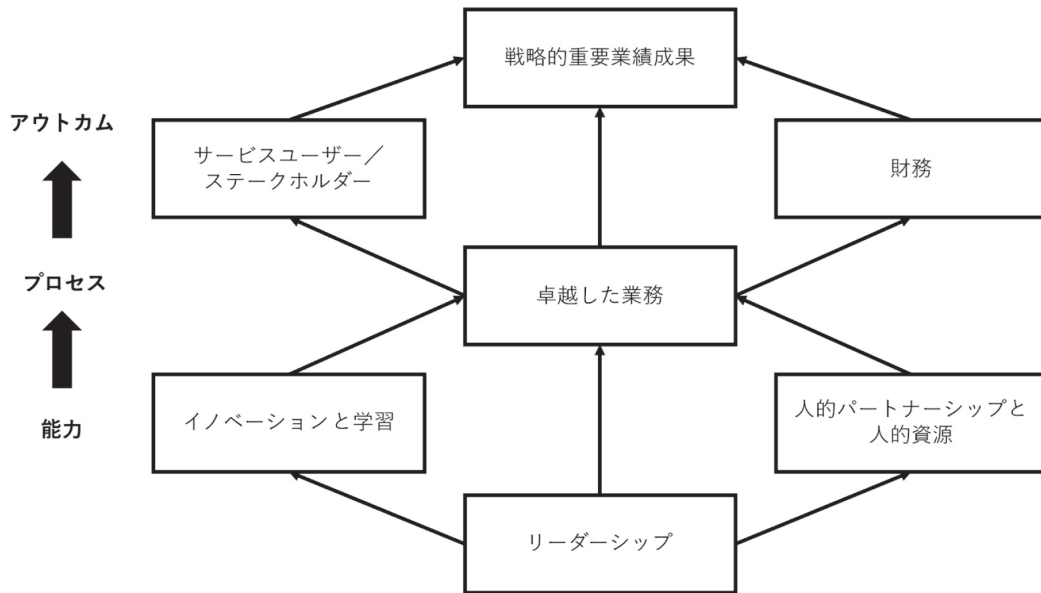 戦略的重要業績成果
アウトカム
サービスユーザー／
ステークホルダー
財務
プロセス
卓越した業務
能力
イノベーションと学習
人的パートナーシップと
人的資源
リーダーシップ